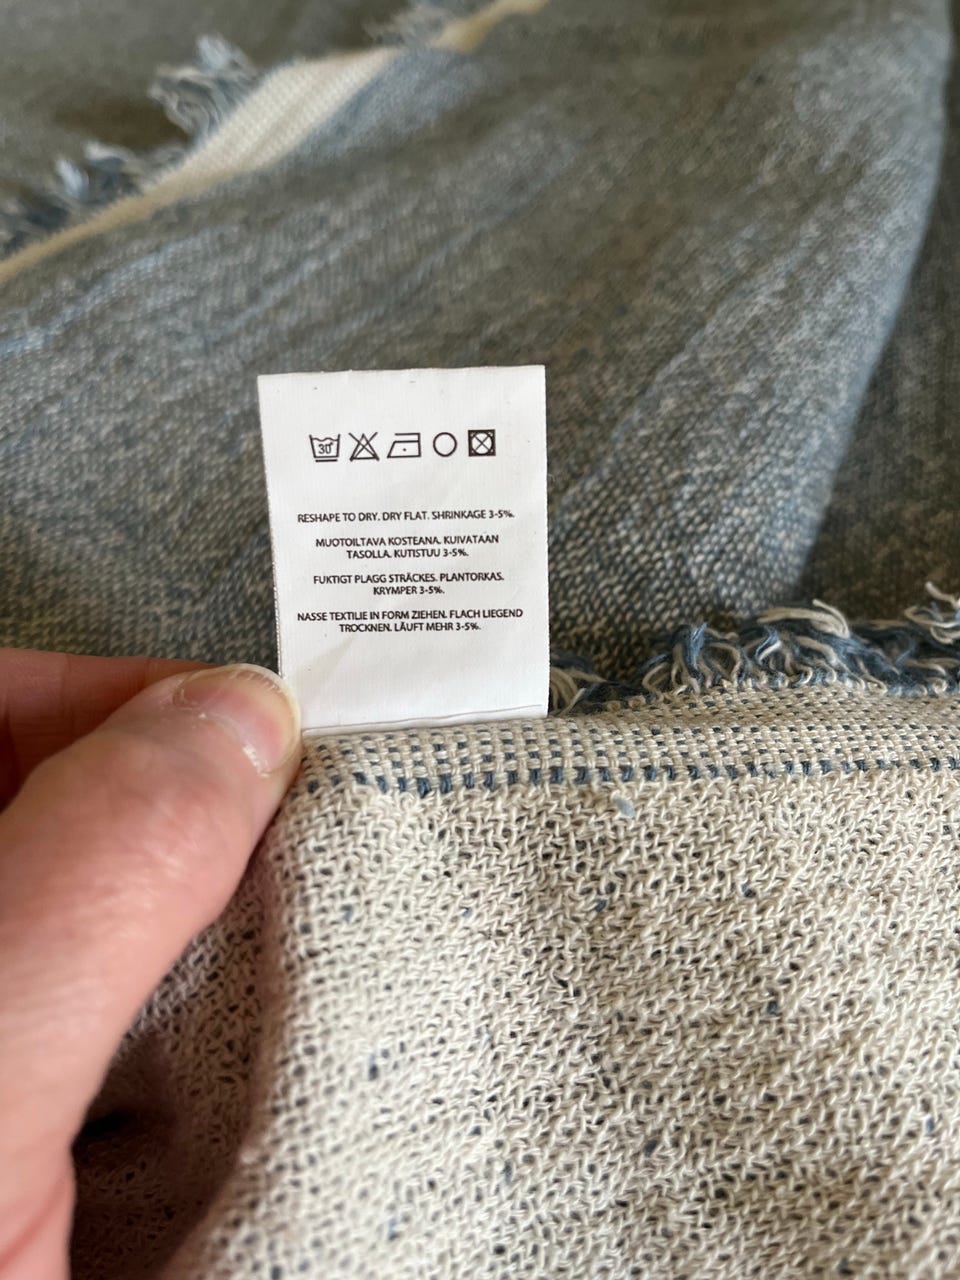 30°
RESHAPE TO DRY. DRY FLAT. SHRINKAGE 3-5%.
MUOTOILTAVA KOSTEANA. KUIVATAAN
TASOLLA. KUTISTUU 3-5%.
FUKTIGT PLAGG STRÄCKES. PLANTORKAS.
KRYMPER 3-5%.
NASSE TEXTILIE IN FORM ZIEHEN. FLACH LIEGEND
TROCKNEN. LÄUFT MEHR 3-5%.